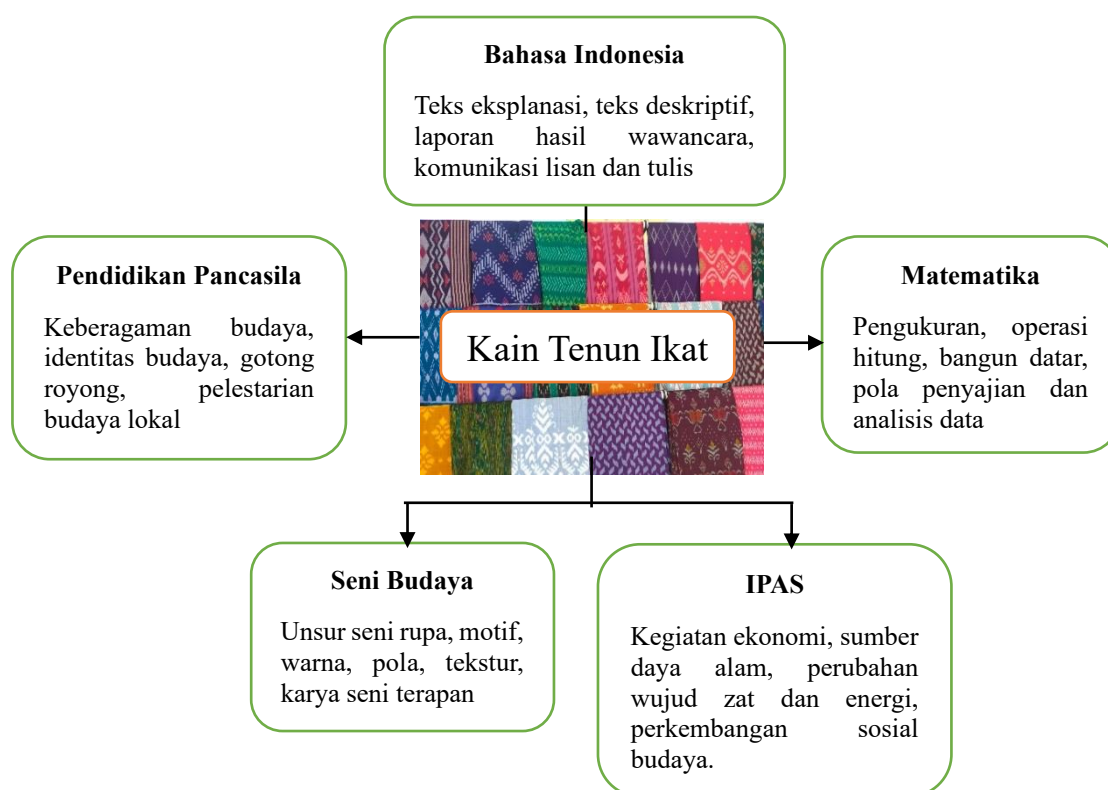 Bahasa Indonesia
Teks eksplanasi, teks deskriptif,
laporan hasil wawancara,
komunikasi lisan dan tulis
Pendidikan Pancasila
Keberagaman budaya,
identitas budaya, gotong
royong, pelestarian
budaya lokal
Kain Tenun Ikat
Matematika
Pengukuran, operasi
hitung, bangun datar,
pola penyajian dan
analisis data
Seni Budaya
Unsur seni rupa, motif,
warna, pola, tekstur,
karya seni terapan
IPAS
Kegiatan ekonomi, sumber
daya alam, perubahan
wujud zat dan energi,
perkembangan sosial
budaya.